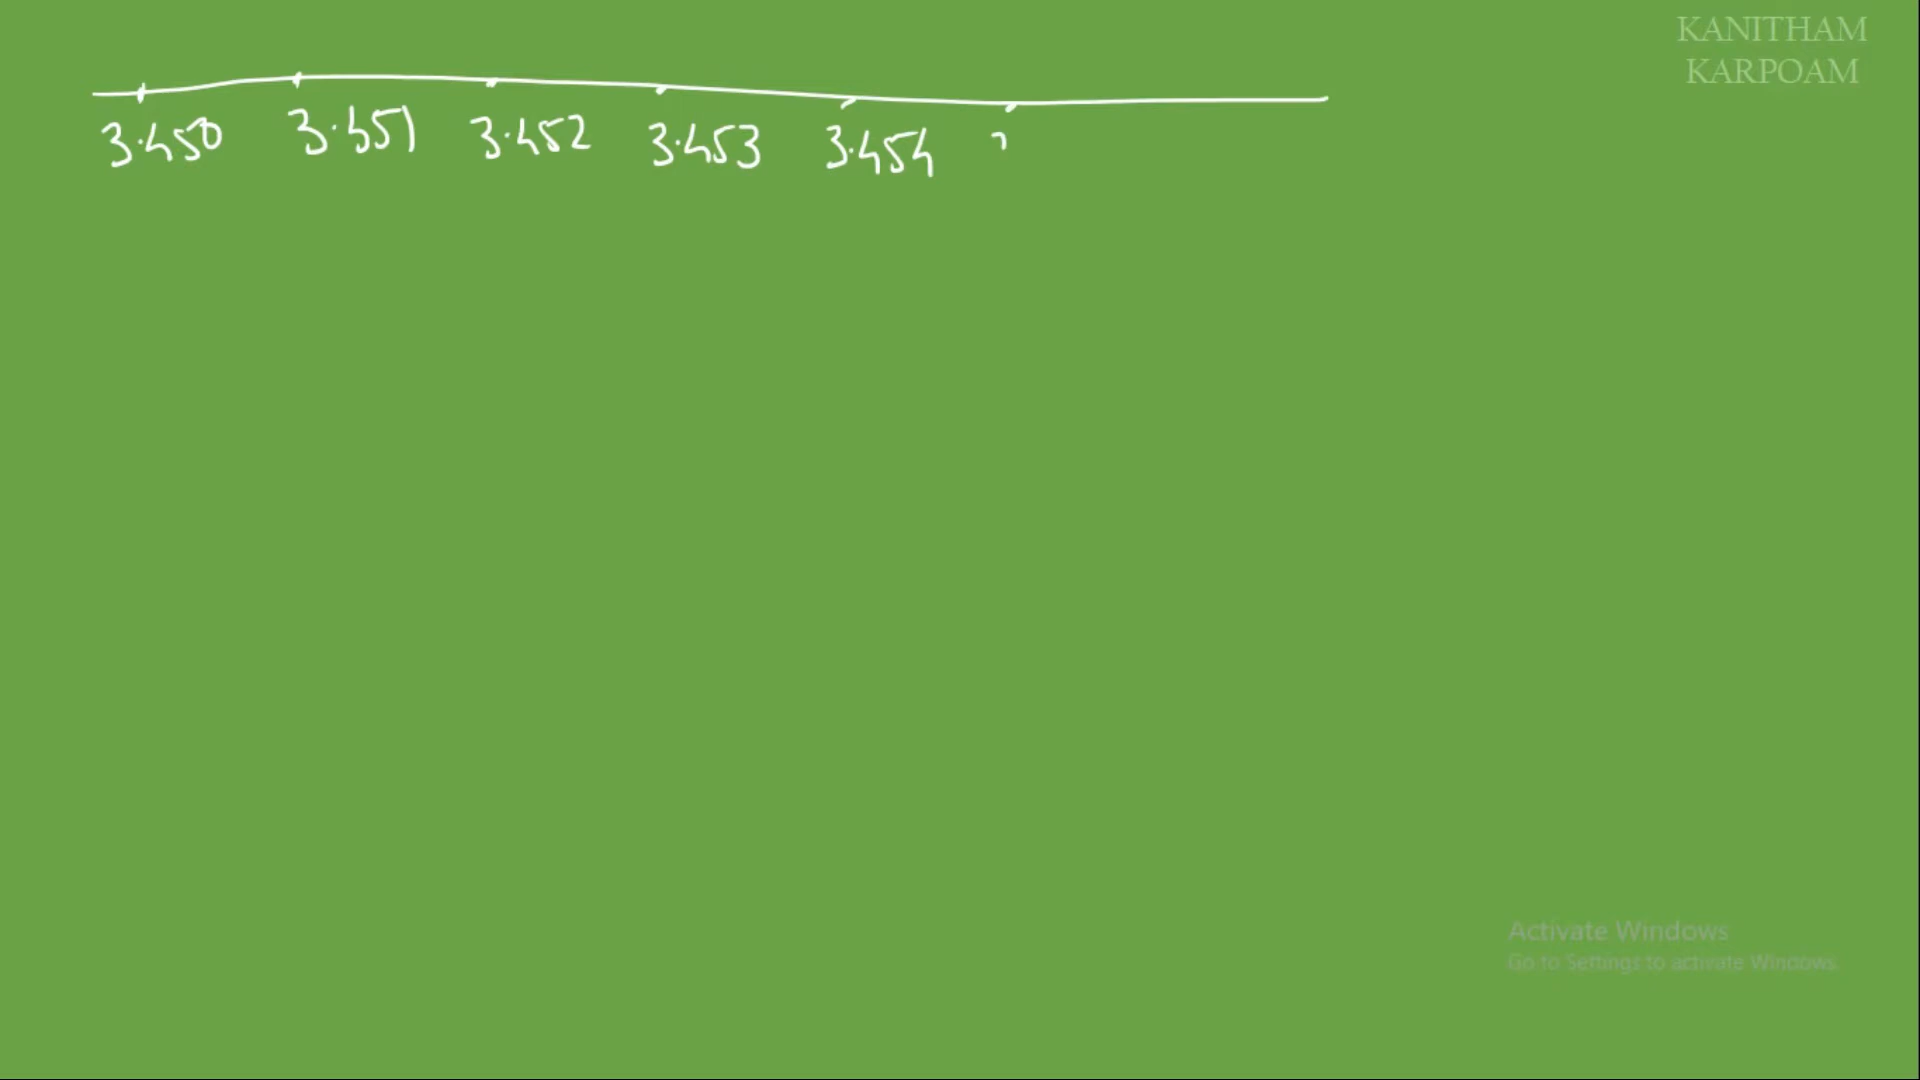 KANITHAM
KARPOAM
3.450 3.451 3.452 3.453 3.454
Activate Windows
Go to Settings to activate Windows.